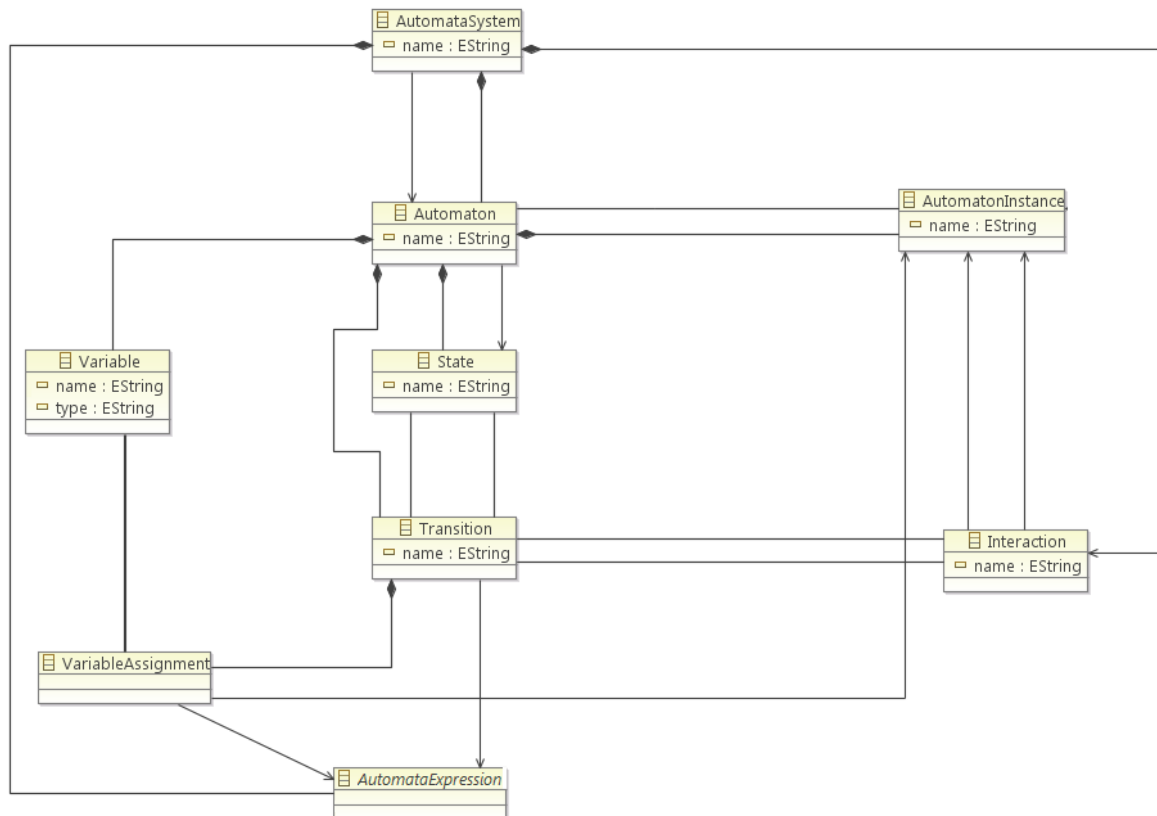 AutomataSystem
name : EString
Automaton
name : EString
AutomatonInstance
name : EString
Variable
name : EString
type : EString
State
name : EString
Transition
name : EString
Interaction
name : EString
VariableAssignment
AutomataExpression